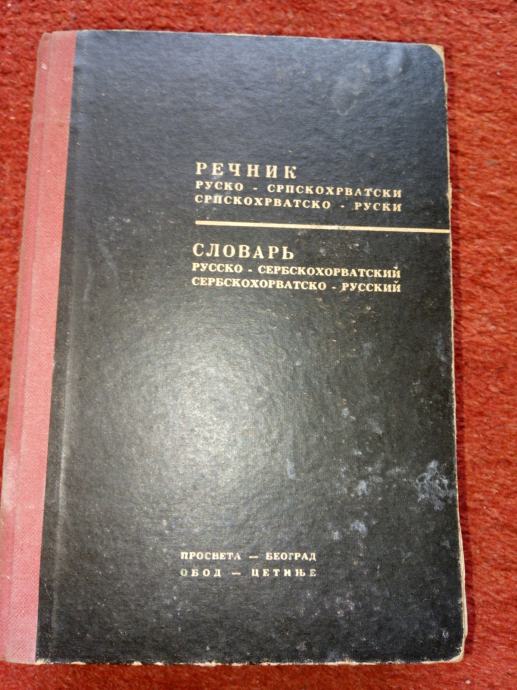 РЕЧНИК
РУСКО - СРПСКОХРВАТСКИ
СРПСКОХРВАТСКО - РУСКИ
СЛОВАРЬ
РУССКО - СЕРБСКОХОРВАТСКИЙ
СЕРБСКОХОРВАТСКО - РУССКИЙ
ПРОСВЕТА — БЕОГРАД
ОБОД — ЦЕТИЊЕ